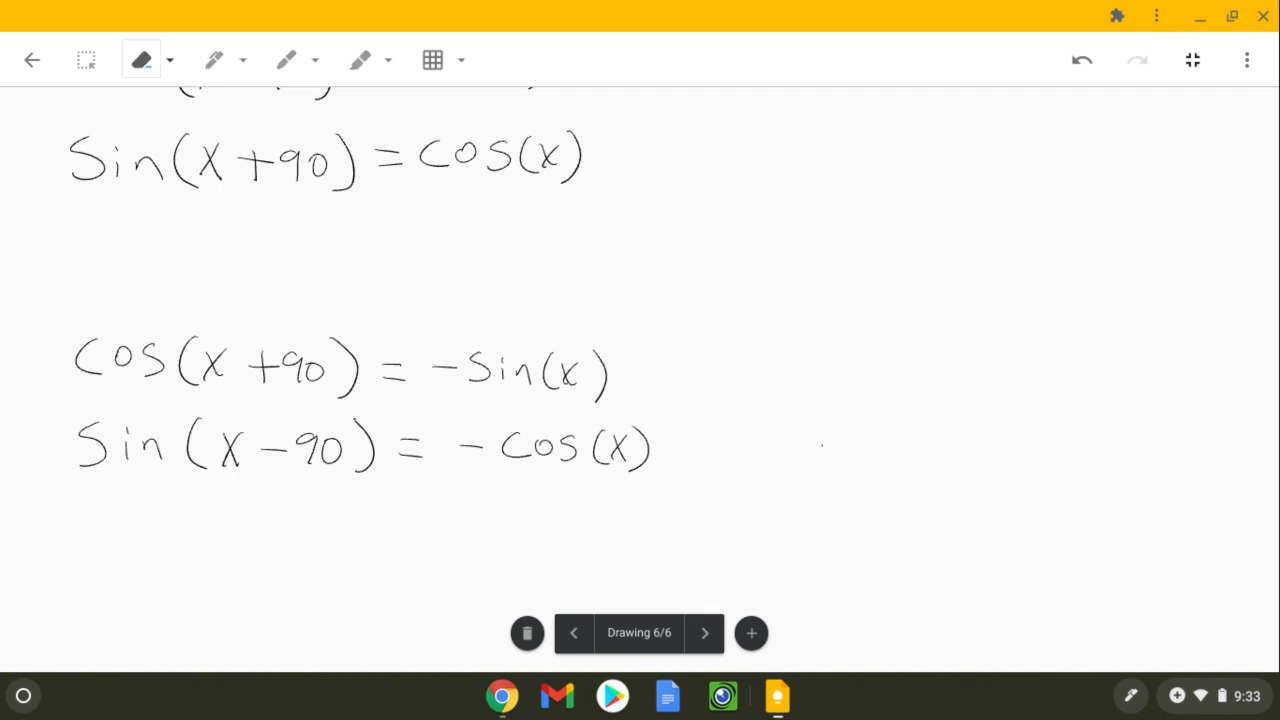 Sin(x+90) = cos(x)
cos(x+90) = -sin(x)
Sin(x-90) = -cos(x)
Drawing 6/6
9:33